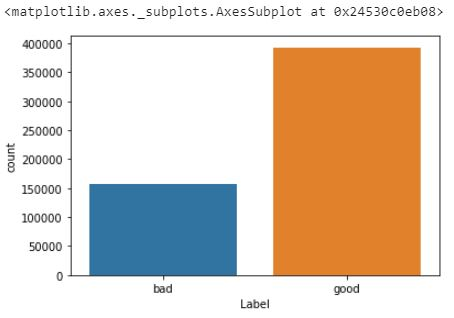 <matplotlib.axes._subplots.AxesSubplot at 0x24530c0eb08>
400000
350000
300000
250000
200000
150000
100000
50000
0
count
bad good
Label